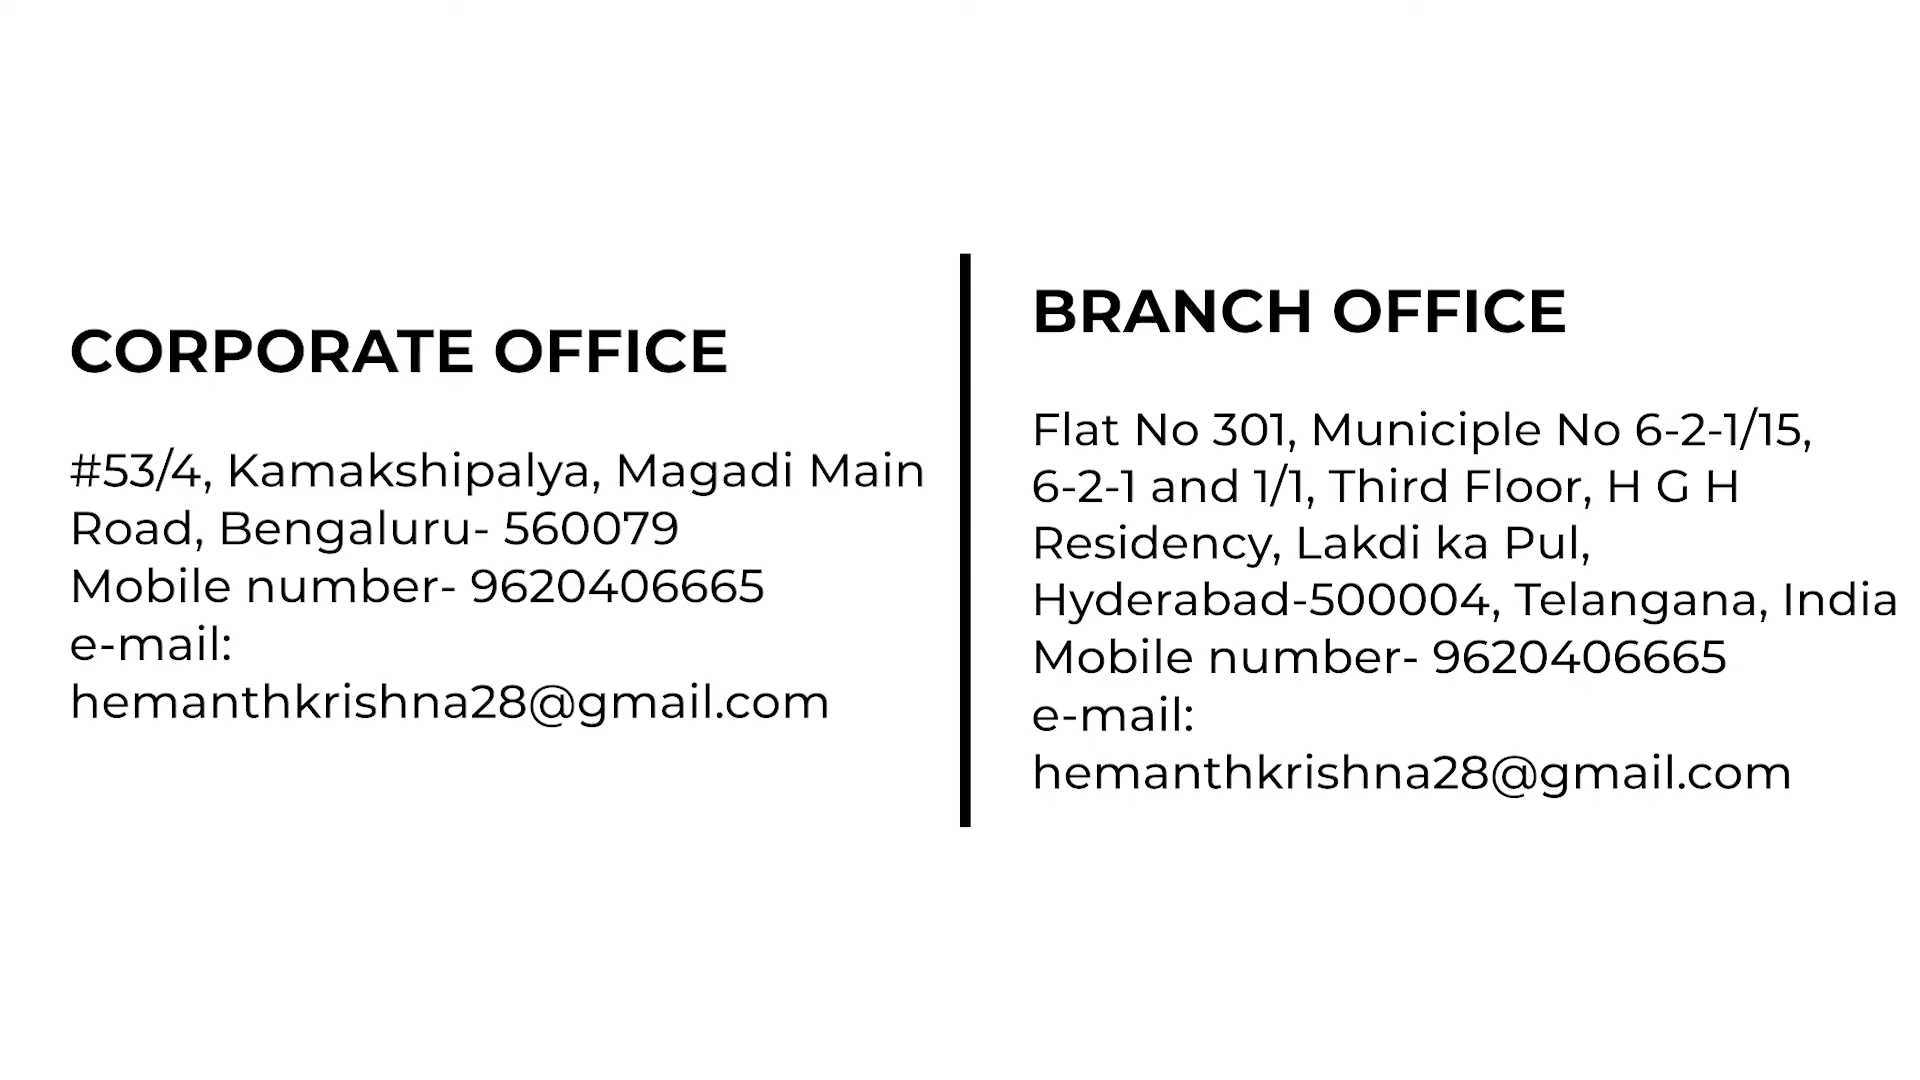 CORPORATE OFFICE
#53/4, Kamakshipalya, Magadi Main
Road, Bengaluru- 560079
Mobile number- 9620406665
e-mail:
hemanthkrishna28@gmail.com
BRANCH OFFICE
Flat No 301, Municiple No 6-2-1/15,
6-2-1 and 1/1, Third Floor, H G H
Residency, Lakdi ka Pul,
Hyderabad-500004, Telangana, India
Mobile number- 9620406665
e-mail:
hemanthkrishna28@gmail.com